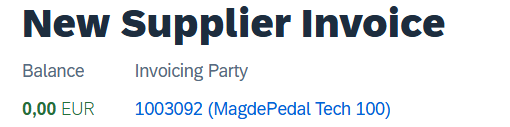 New Supplier Invoice
Balance Invoicing Party
0,00 EUR 1003092 (MagdePedal Tech 100)